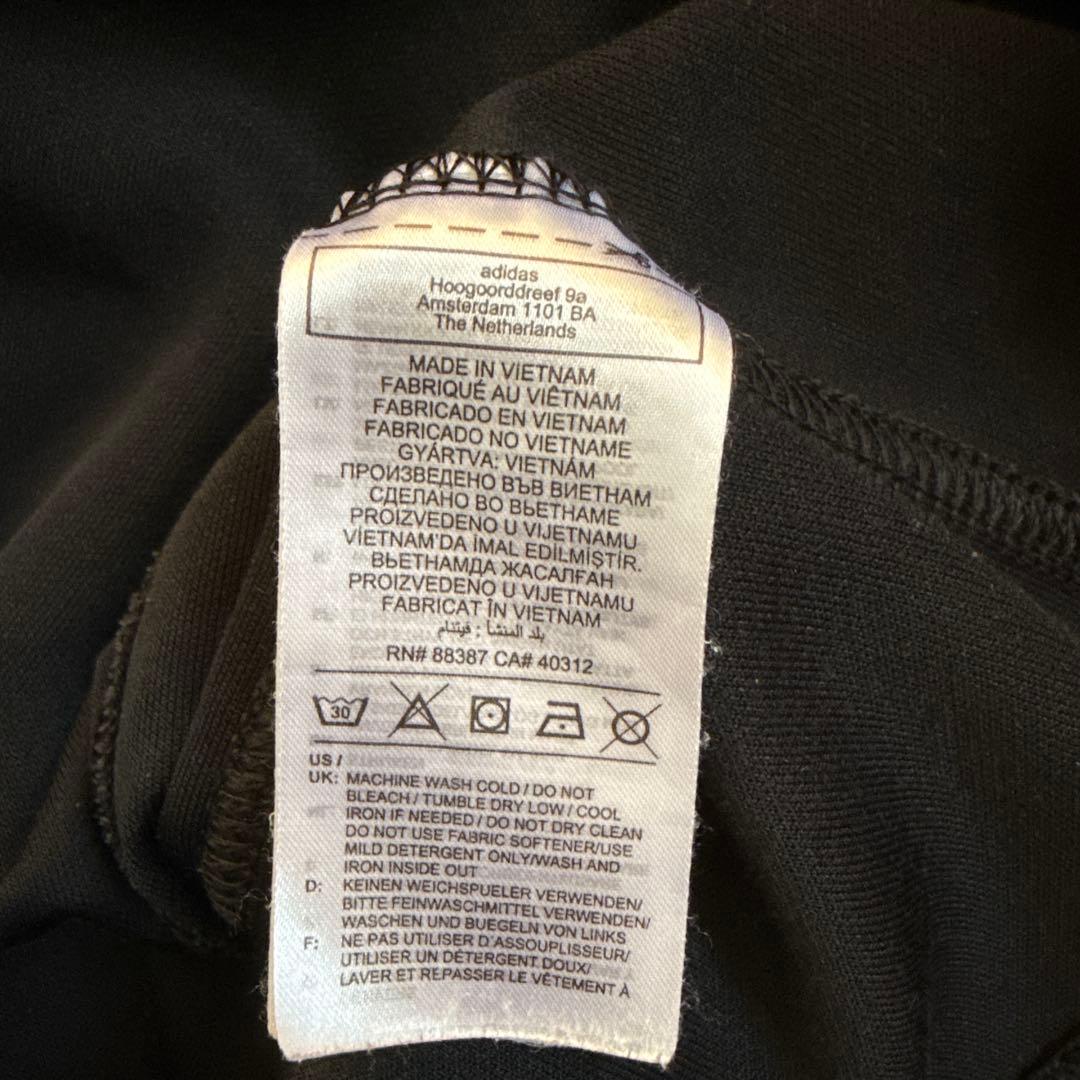 adidas
Hoogoorddreef 9a
Amsterdam 1101 BA
The Netherlands
MADE IN VIETNAM
FABRIQUÉ AU VIÊTNAM
FABRICADO EN VIETNAM
FABRICADO NO VIETNAME
GYÁRTVA: VIETNÁM
ПРОИЗВЕДЕНО ВЪВ ВИЕТНАМ
СДЕЛАНО ВО ВЬЕТНАМЕ
PROIZVEDENO U VIJETNAMU
VİETNAM'DA İMAL EDİLMİŞTİR.
ВЬЕТНАМДА ЖАСАЛҒАН
PROIZVEDENO U VIJETNAMU
FABRICAT ÎN VIETNAM
بلد المنشأ : فيتنام
RN# 88387 CA# 40312
30
US /
UK: MACHINE WASH COLD / DO NOT
BLEACH / TUMBLE DRY LOW / COOL
IRON IF NEEDED / DO NOT DRY CLEAN
DO NOT USE FABRIC SOFTENER/USE
MILD DETERGENT ONLY/WASH AND
IRON INSIDE OUT
D: KEINEN WEICHSPUELER VERWENDEN/
BITTE FEINWASCHMITTEL VERWENDEN/
WASCHEN UND BUEGELN VON LINKS
F: NE PAS UTILISER D'ASSOUPLISSEUR/
UTILISER UN DÉTERGENT DOUX/
LAVER ET REPASSER LE VÊTEMENT À